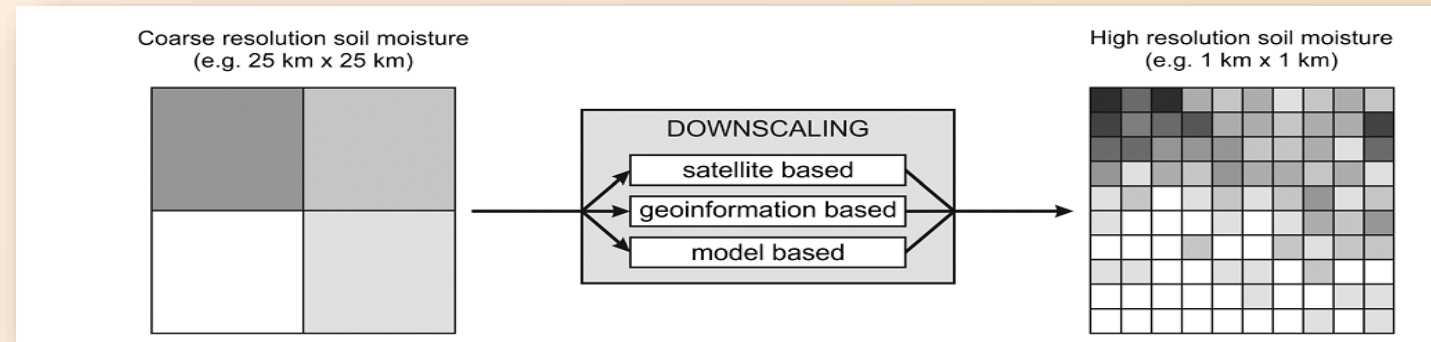 Coarse resolution soil moisture
(e.g. 25 km x 25 km)
DOWNSCALING
satellite based
geoinformation based
model based
High resolution soil moisture
(e.g. 1 km x 1 km)